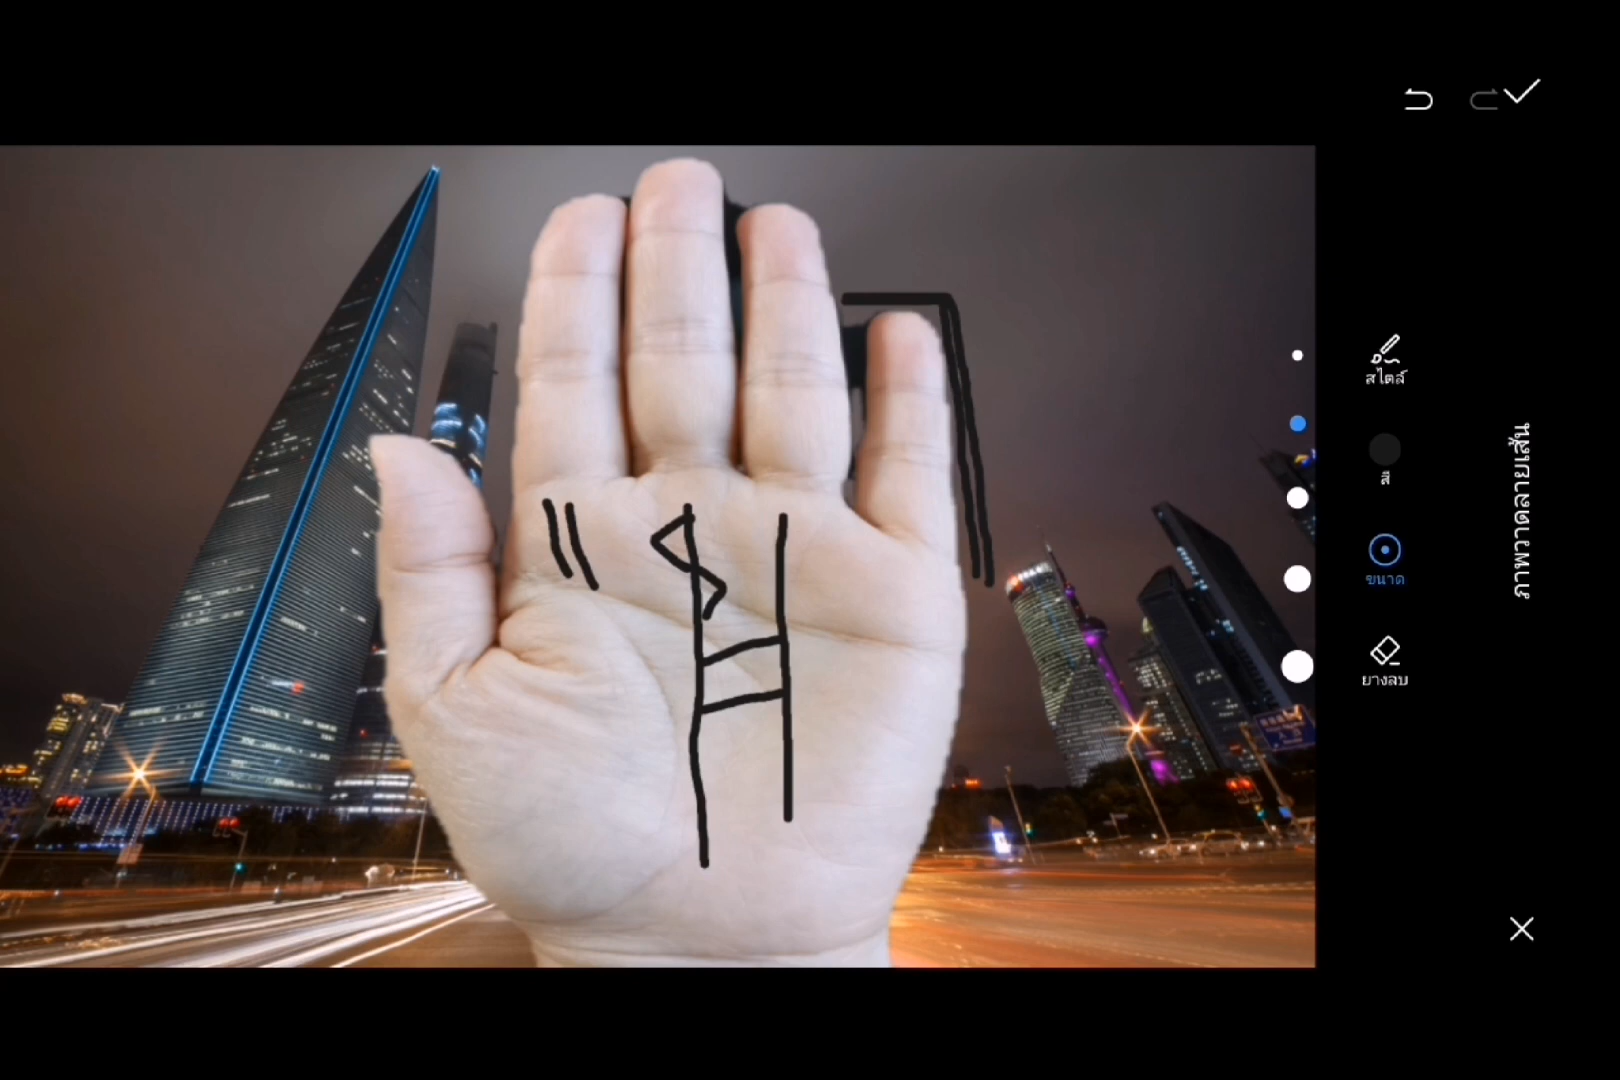 สไตล์
สี
ขนาด
ยางลบ
ภาพวาดลายเส้น